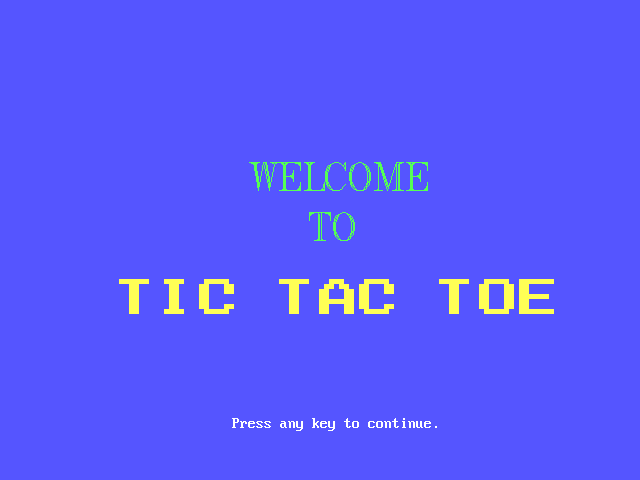 WELCOME
TO
TIC TAC TOE
Press any key to continue.